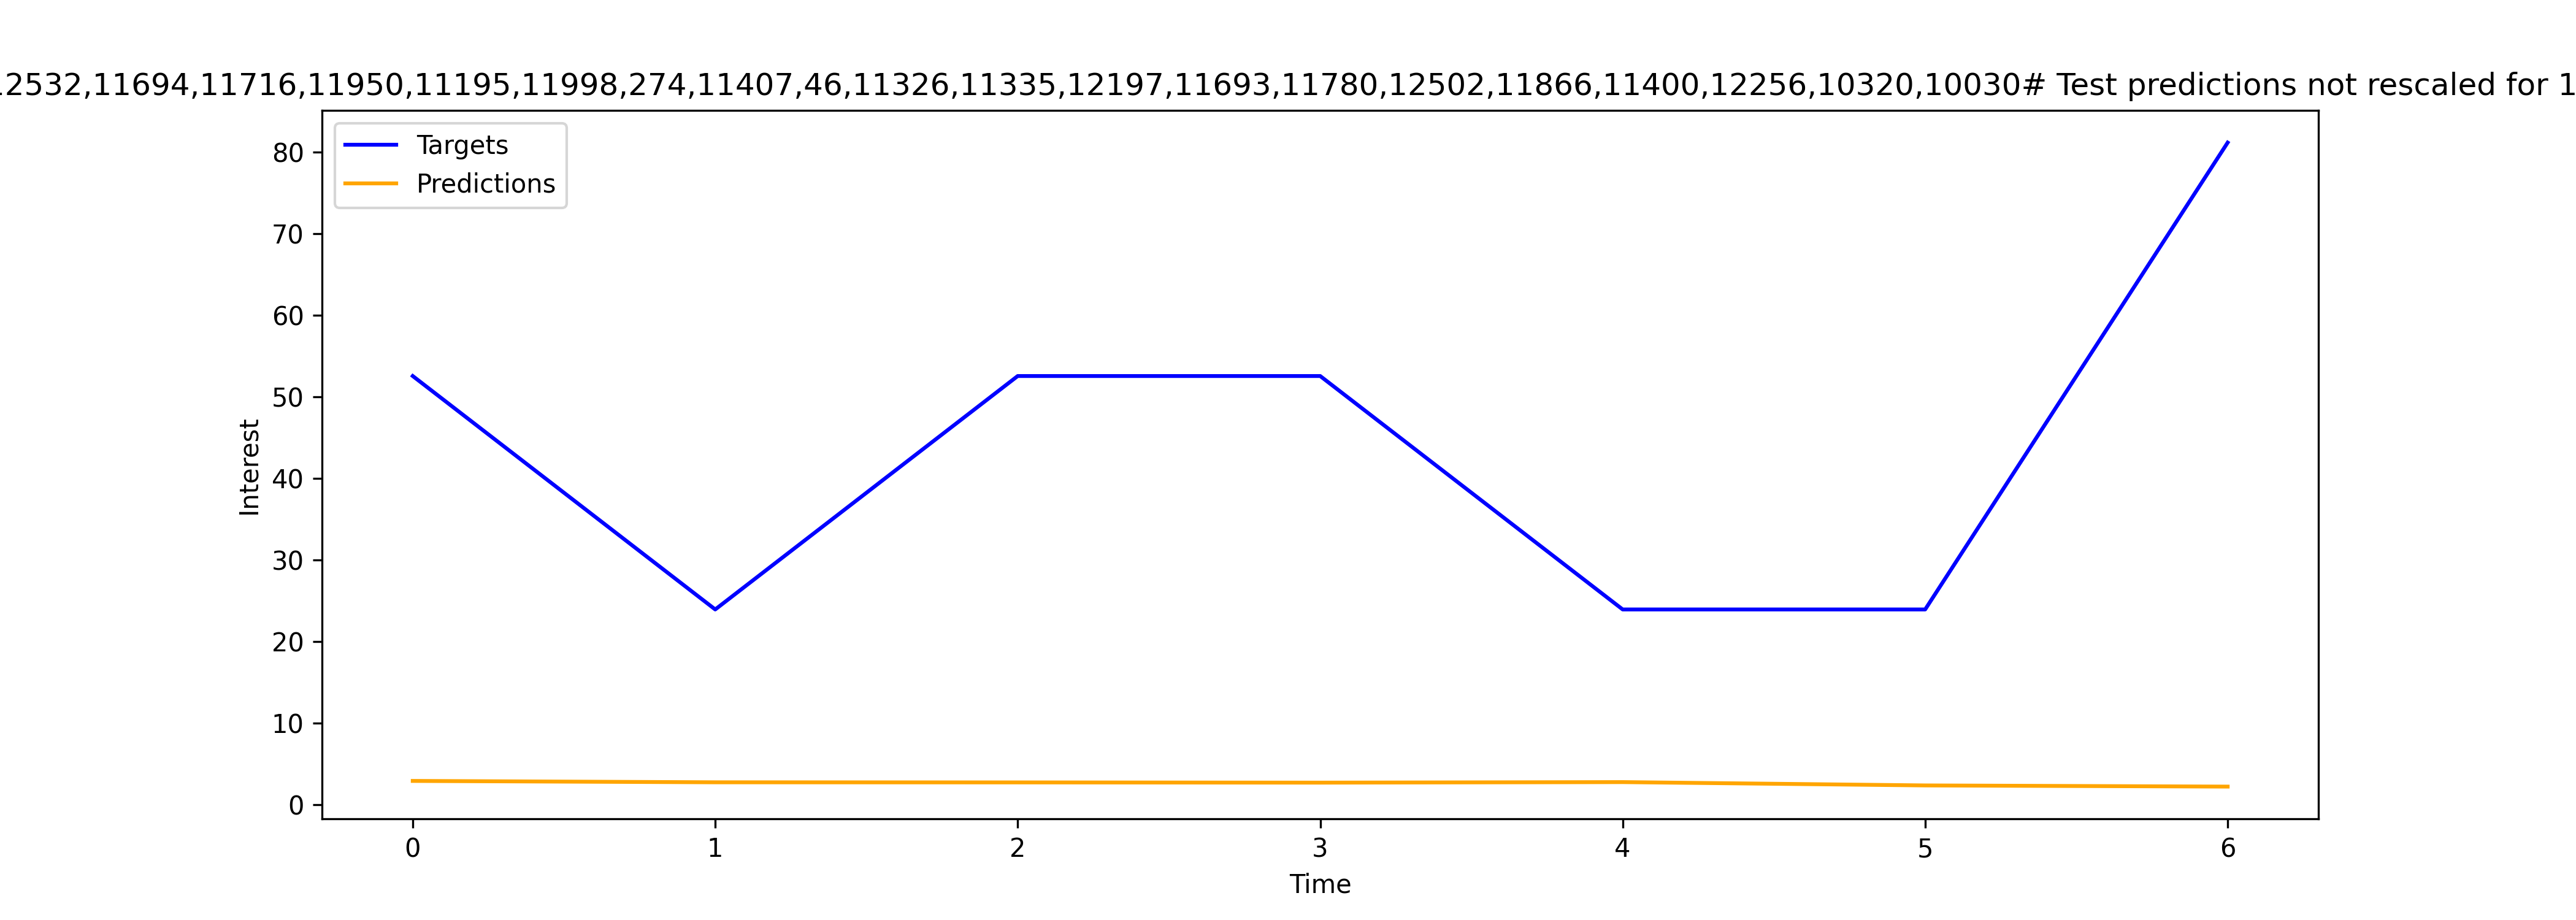 .2532,11694,11716,11950,11195,11998,274,11407,46,11326,11335,12197,11693,11780,12502,11866,11400,12256,10320,10030# Test predictions not rescaled for 1
Targets
Predictions
80
70
60
50
40
30
20
10
0
Interest
0 1 2 3 4 5 6
Time